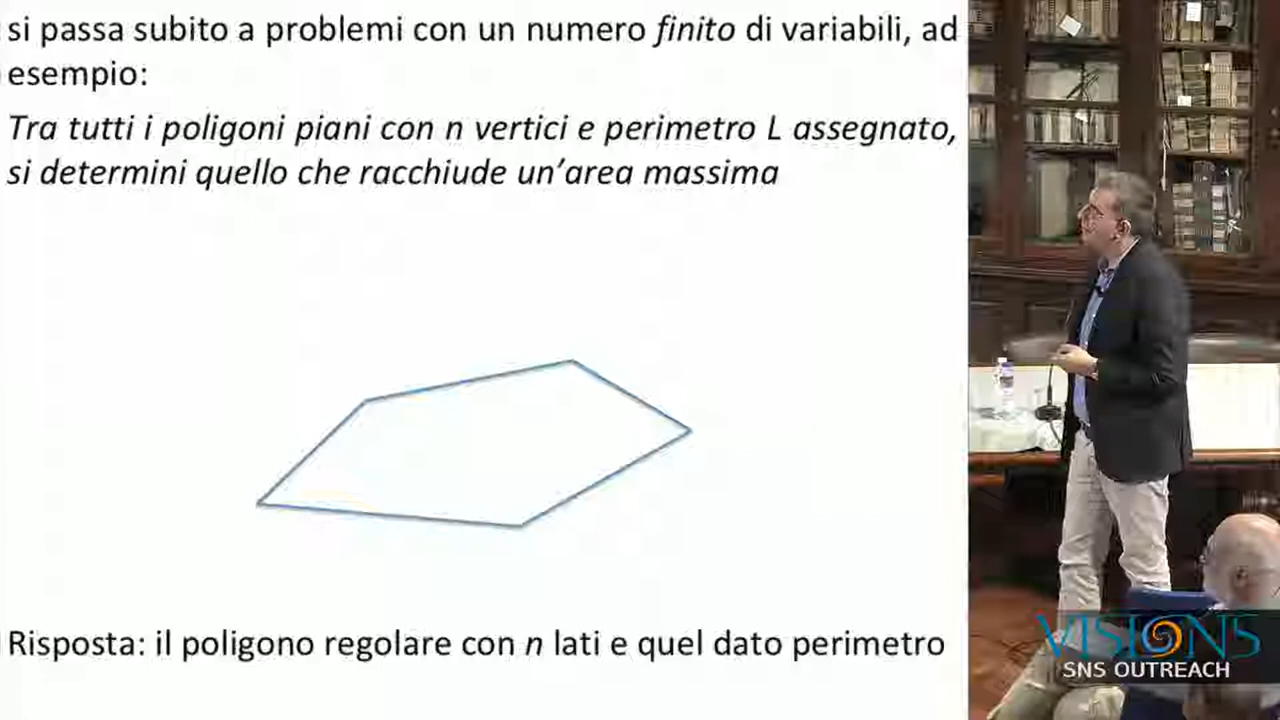 si passa subito a problemi con un numero finito di variabili, ad
esempio:
Tra tutti i poligoni piani con n vertici e perimetro L assegnato,
si determini quello che racchiude un’area massima
Risposta: il poligono regolare con n lati e quel dato perimetro
VISIONS
SNS OUTREACH